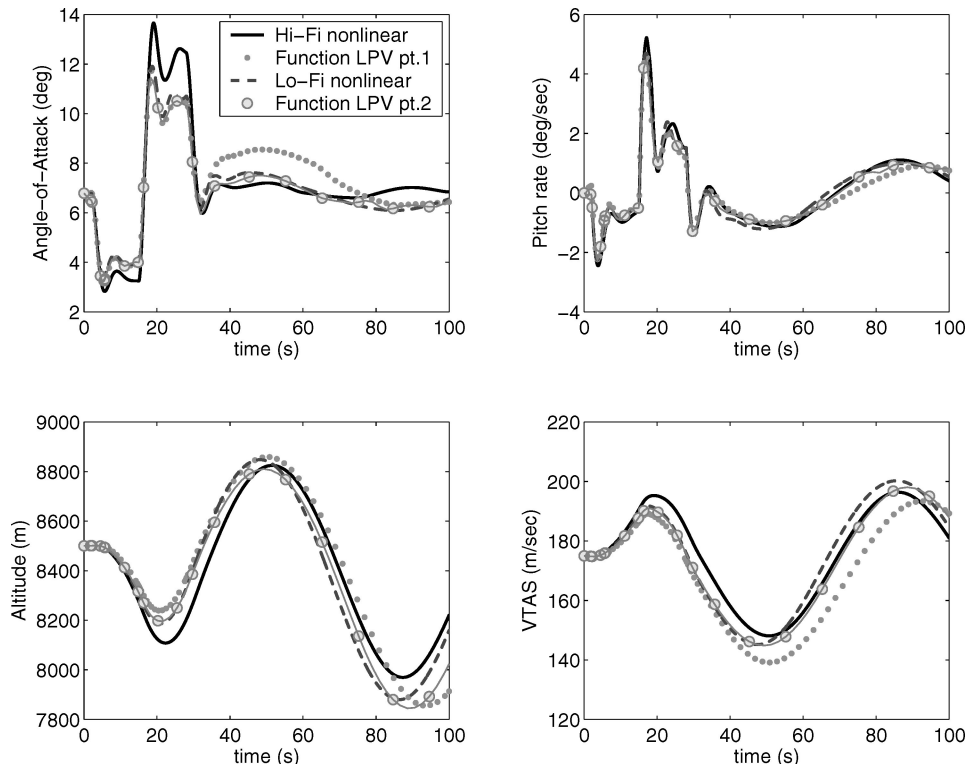 14
12
10
8
6
4
2
Angle−of−Attack (deg)
Hi−Fi nonlinear
Function LPV pt.1
Lo−Fi nonlinear
Function LPV pt.2
0 20 40 60 80 100
time (s)
6
4
2
0
−2
−4
Pitch rate (deg/sec)
0 20 40 60 80 100
time (s)
9000
8800
8600
8400
8200
8000
7800
Altitude (m)
0 20 40 60 80 100
time (s)
220
200
180
160
140
120
VTAS (m/sec)
0 20 40 60 80 100
time (s)